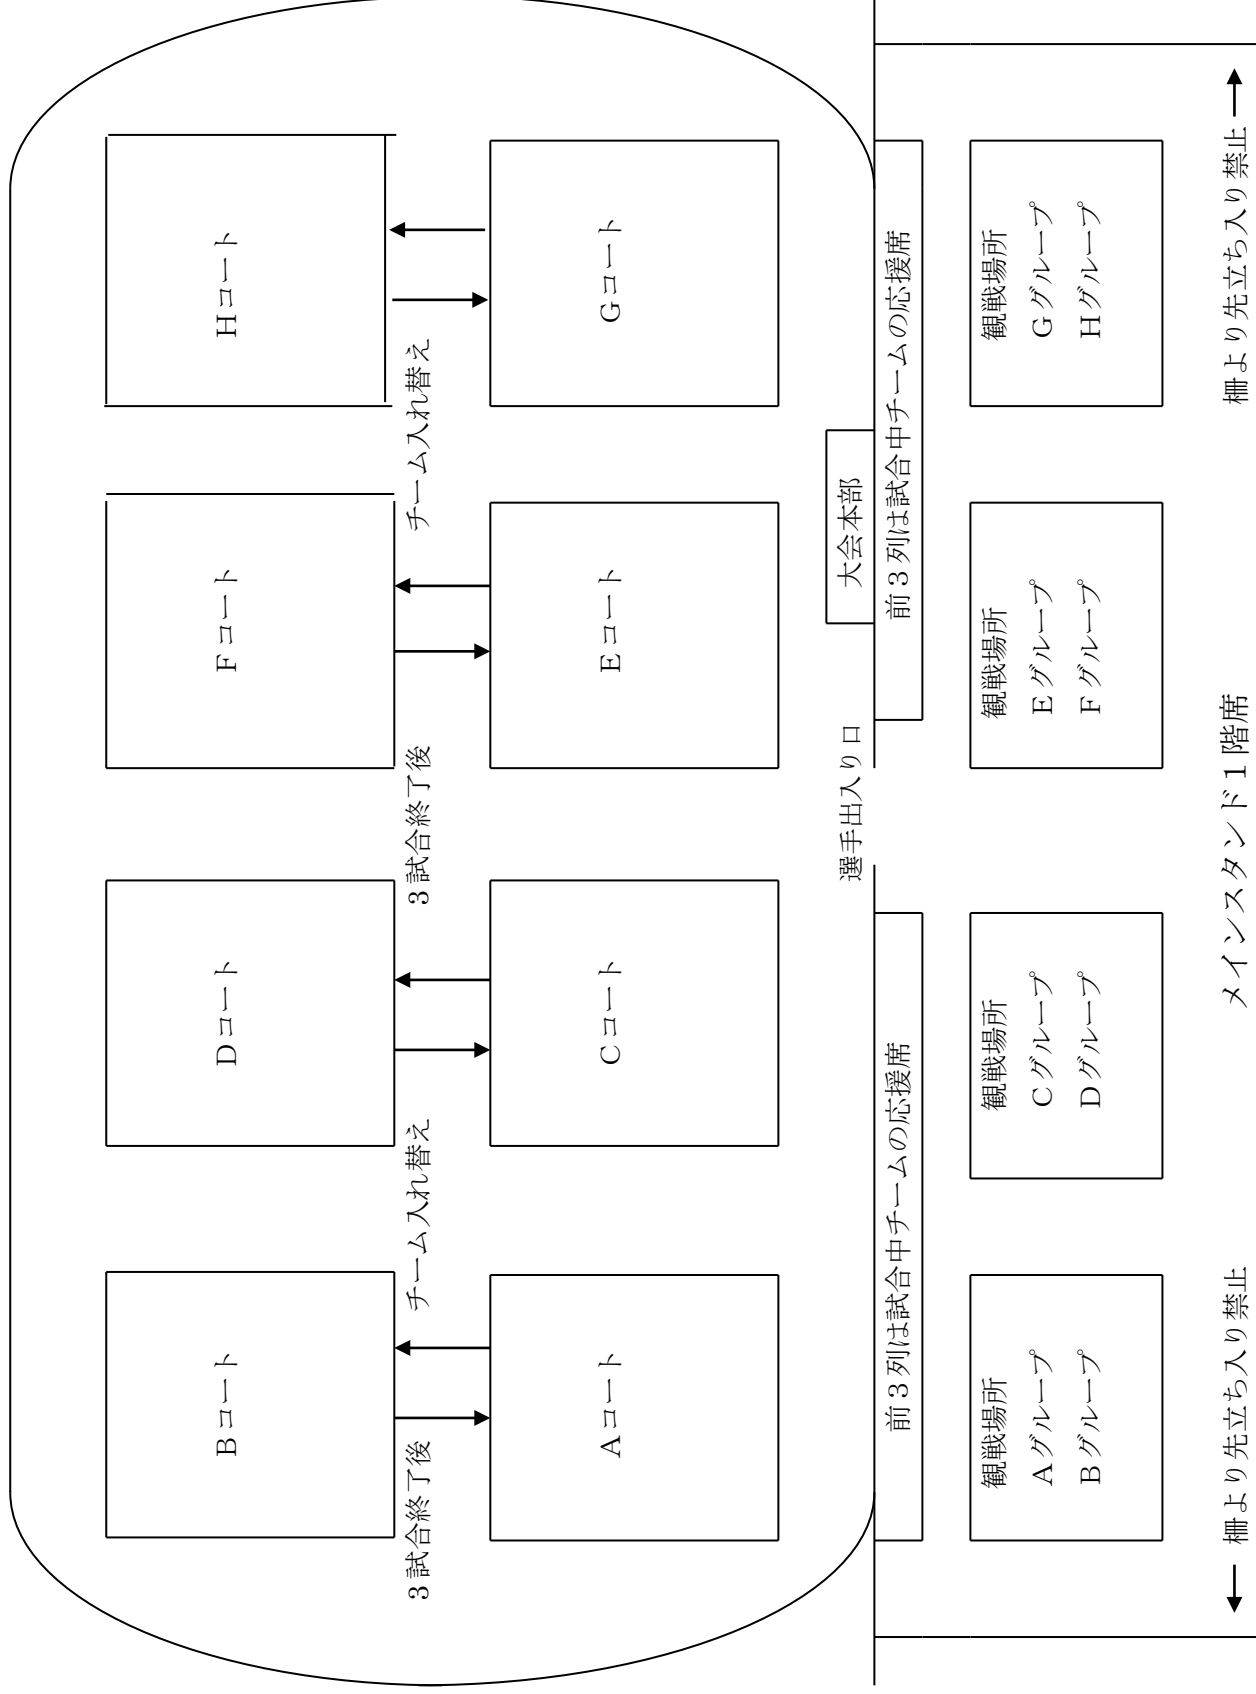 Bコート
Dコート
Fコート
Hコート
3試合終了後
チーム入れ替え
3試合終了後
チーム入れ替え
Aコート
Cコート
Eコート
Gコート
選手出入り口
大会本部
前3列は試合中チームの応援席
前3列は試合中チームの応援席
観戦場所
Aグループ
Bグループ
観戦場所
Cグループ
Dグループ
観戦場所
Eグループ
Fグループ
観戦場所
Gグループ
Hグループ
← 柵より先立ち入り禁止
メインスタンド1階席
柵より先立ち入り禁止 →